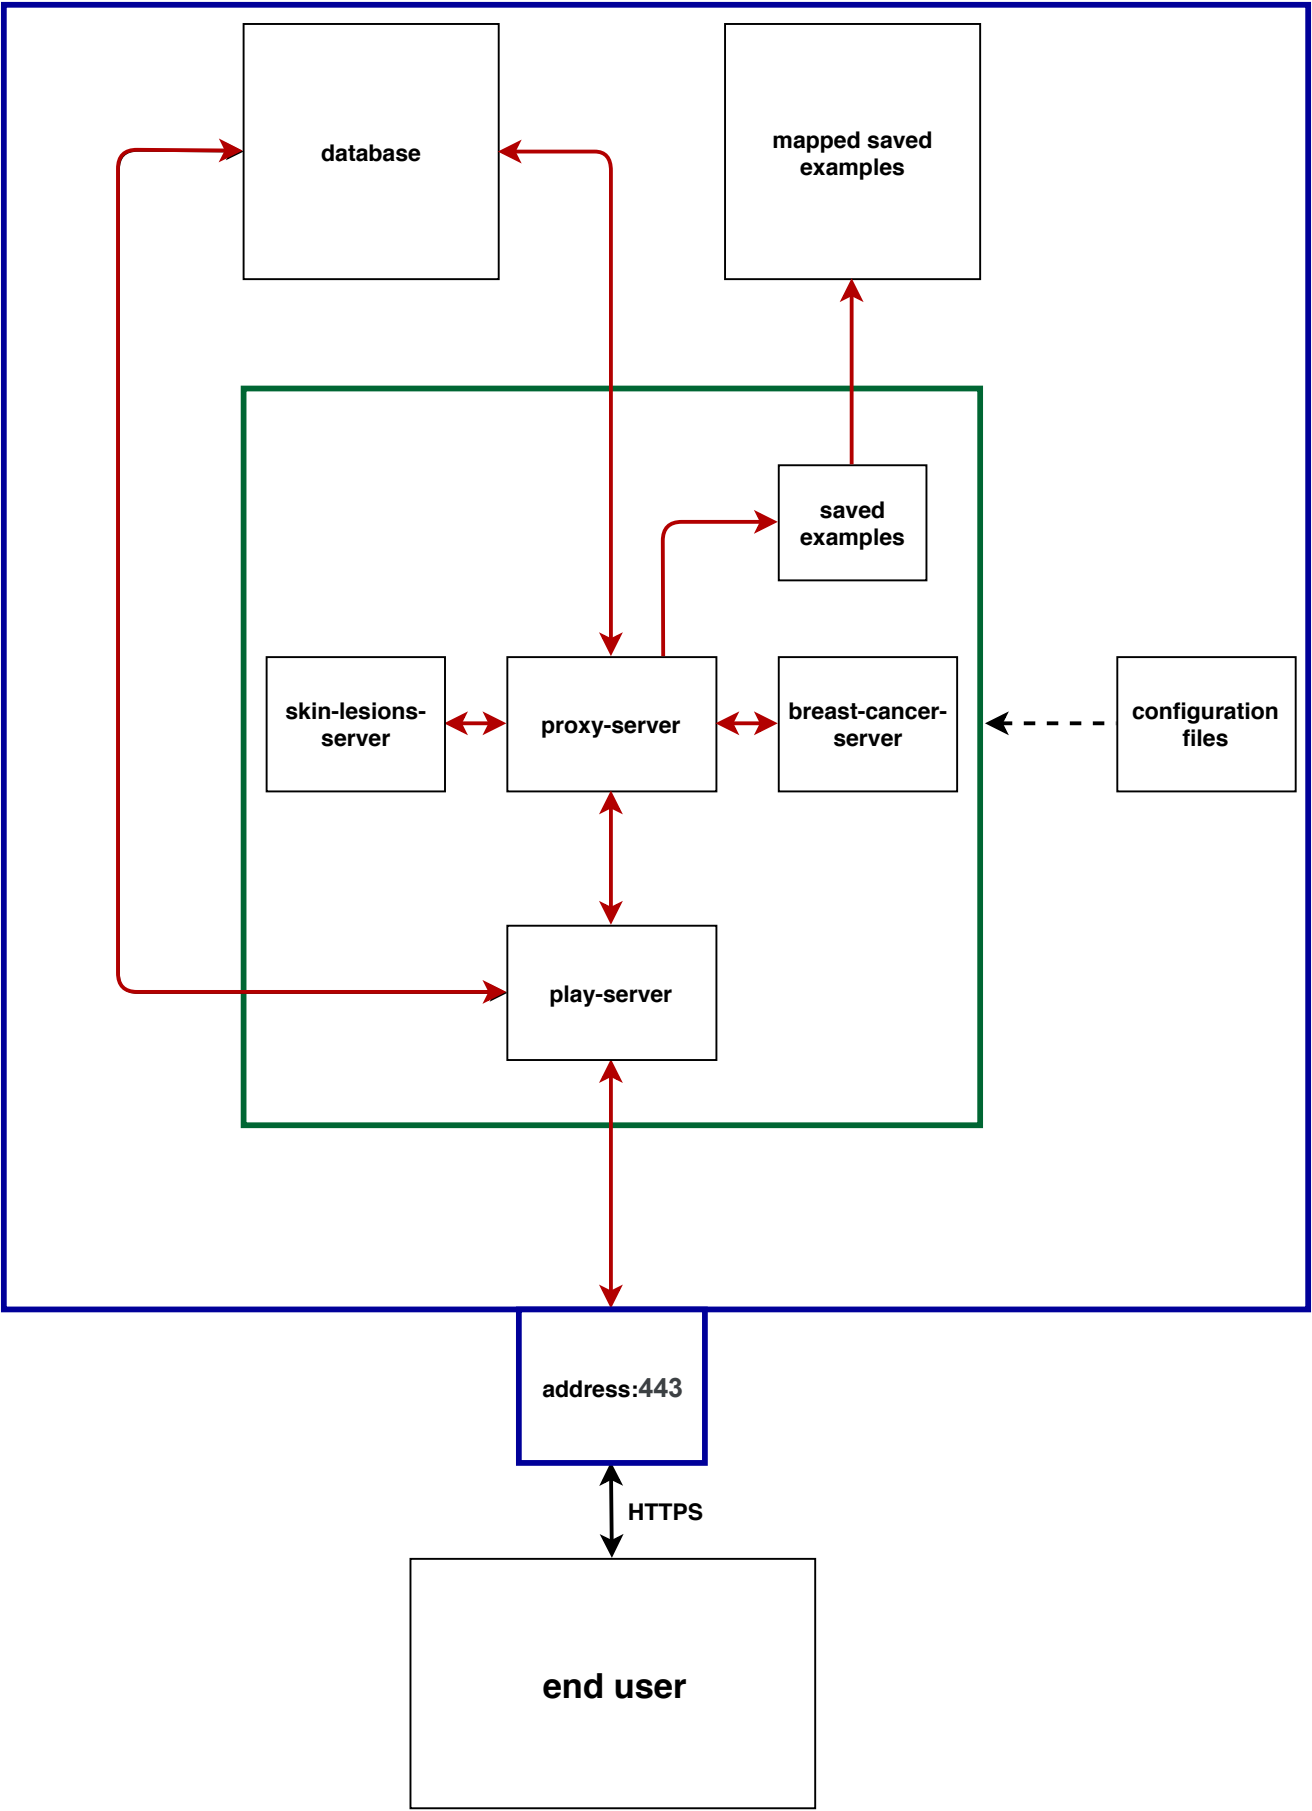 database
mapped saved
examples
saved
examples
skin-lesions-
server
proxy-server
breast-cancer-
server
configuration
files
play-server
address:443
HTTPS
end user